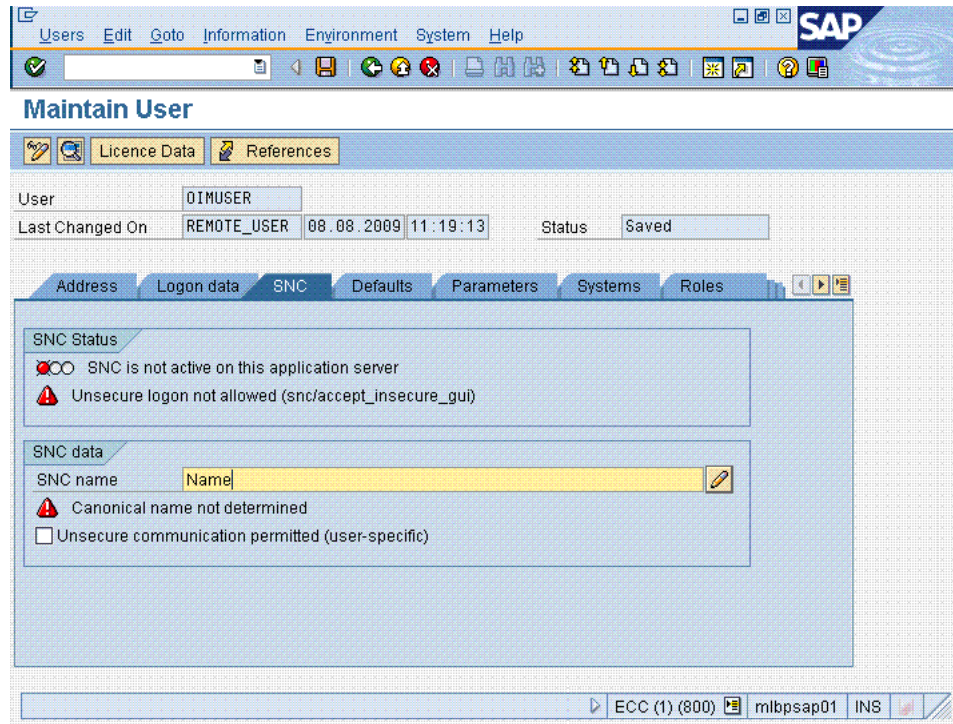 Users Edit Goto Information Environment System Help
SAP
Maintain User
Licence Data References
User OIMUSER
Last Changed On REMOTE_USER 08.08.2009 11:19:13 Status Saved
Address Logon data SNC Defaults Parameters Systems Roles
SNC Status
SNC is not active on this application server
Unsecure logon not allowed (snc/accept_insecure_gui)
SNC data
SNC name Name
Canonical name not determined
Unsecure communication permitted (user-specific)
ECC (1) (800) mlbpsap01 INS